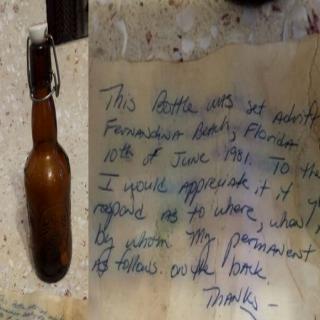 This Bottle was set Adrift
Fernandina Beach, Florida
10th of June 1981. To the
I would appreciate it if y
respond as to where, when,
by whom. My permanent
As follows. on the back.
Thanks -